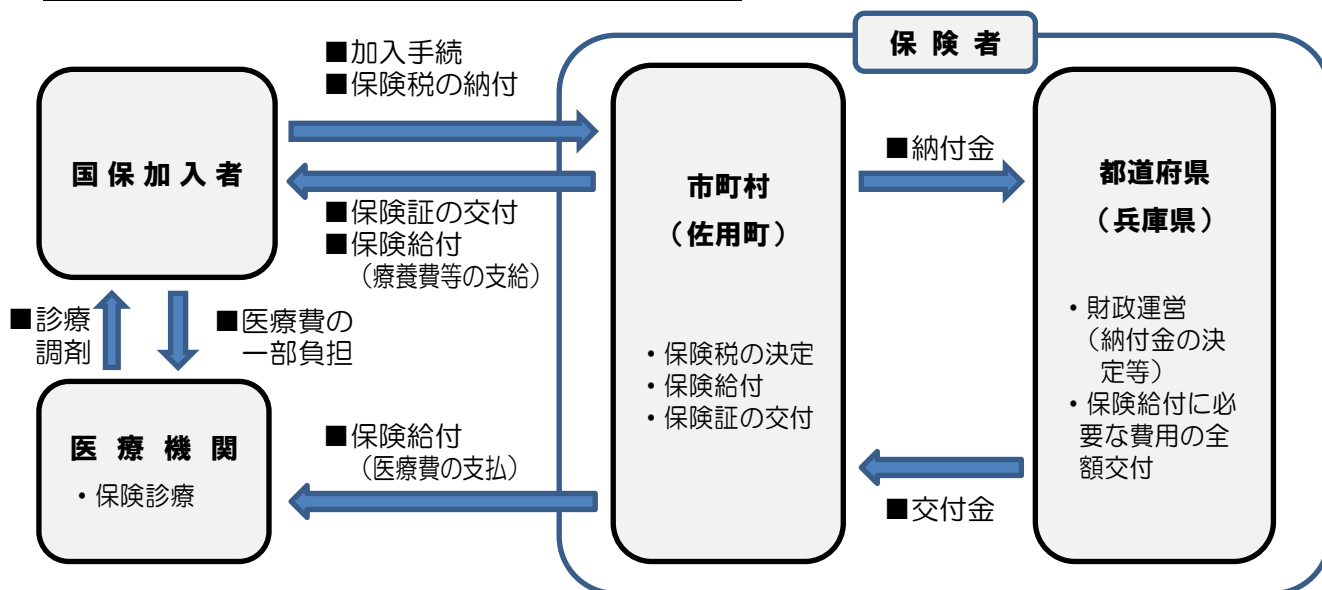 保険者
■加入手続
■保険税の納付
国保加入者
■保険証の交付
■保険給付
（療養費等の支給）
市町村
（佐用町）
・保険税の決定
・保険給付
・保険証の交付
■納付金
都道府県
（兵庫県）
・財政運営
（納付金の決
定等）
・保険給付に必
要な費用の全
額交付
■交付金
■診療
調剤
■医療費の
一部負担
医療機関
・保険診療
■保険給付
（医療費の支払）